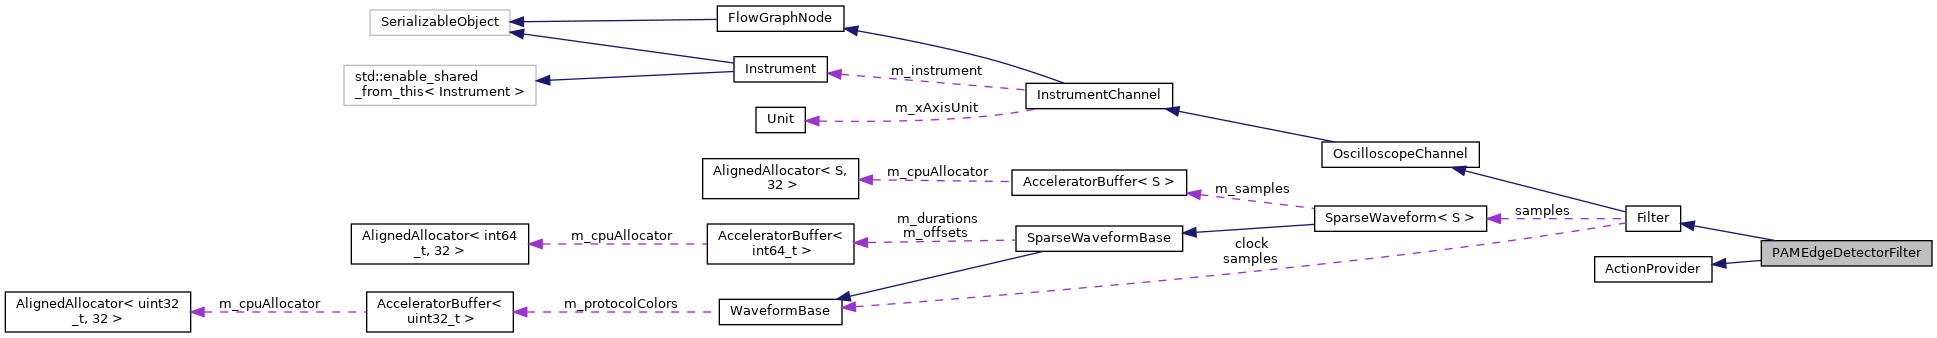 SerializableObject
FlowGraphNode
std::enable_shared
_from_this< Instrument >
Instrument
m_instrument
InstrumentChannel
Unit
m_xAxisUnit
OscilloscopeChannel
AlignedAllocator< S,
32 >
m_cpuAllocator
AcceleratorBuffer< S >
m_samples
SparseWaveform< S >
samples
Filter
AlignedAllocator< int64
_t, 32 >
m_cpuAllocator
AcceleratorBuffer<
int64_t >
m_durations
m_offsets
SparseWaveformBase
clock
samples
PAMEdgeDetectorFilter
ActionProvider
AlignedAllocator< uint32
_t, 32 >
m_cpuAllocator
AcceleratorBuffer<
uint32_t >
m_protocolColors
WaveformBase